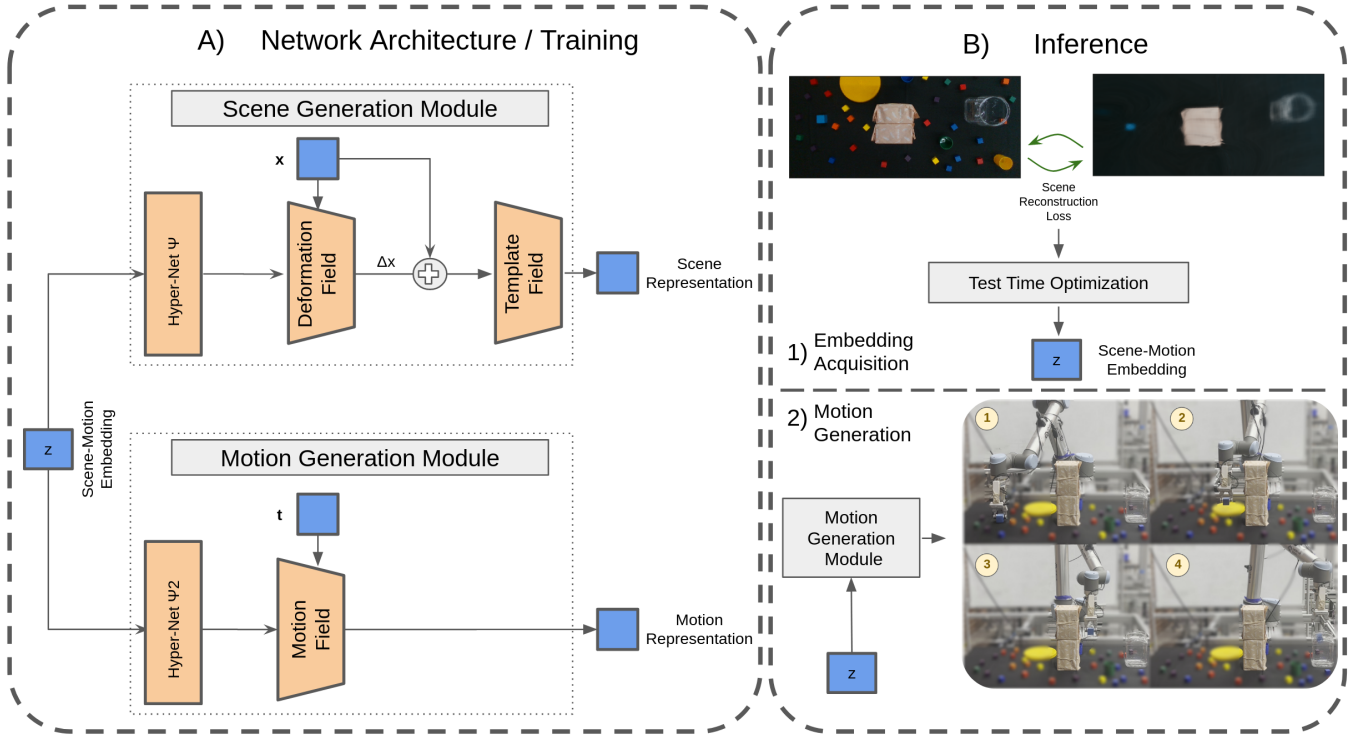 A) Network Architecture / Training
Scene Generation Module
x
Hyper-Net Ψ
Deformation
Field
Δx
Template
Field
Scene
Representation
z
Scene-Motion
Embedding
Motion Generation Module
t
Hyper-Net Ψ2
Motion
Field
Motion
Representation
B) Inference
Scene
Reconstruction
Loss
Test Time Optimization
1) Embedding
Acquisition
z
Scene-Motion
Embedding
2) Motion
Generation
Motion
Generation
Module
z
1
2
3
4